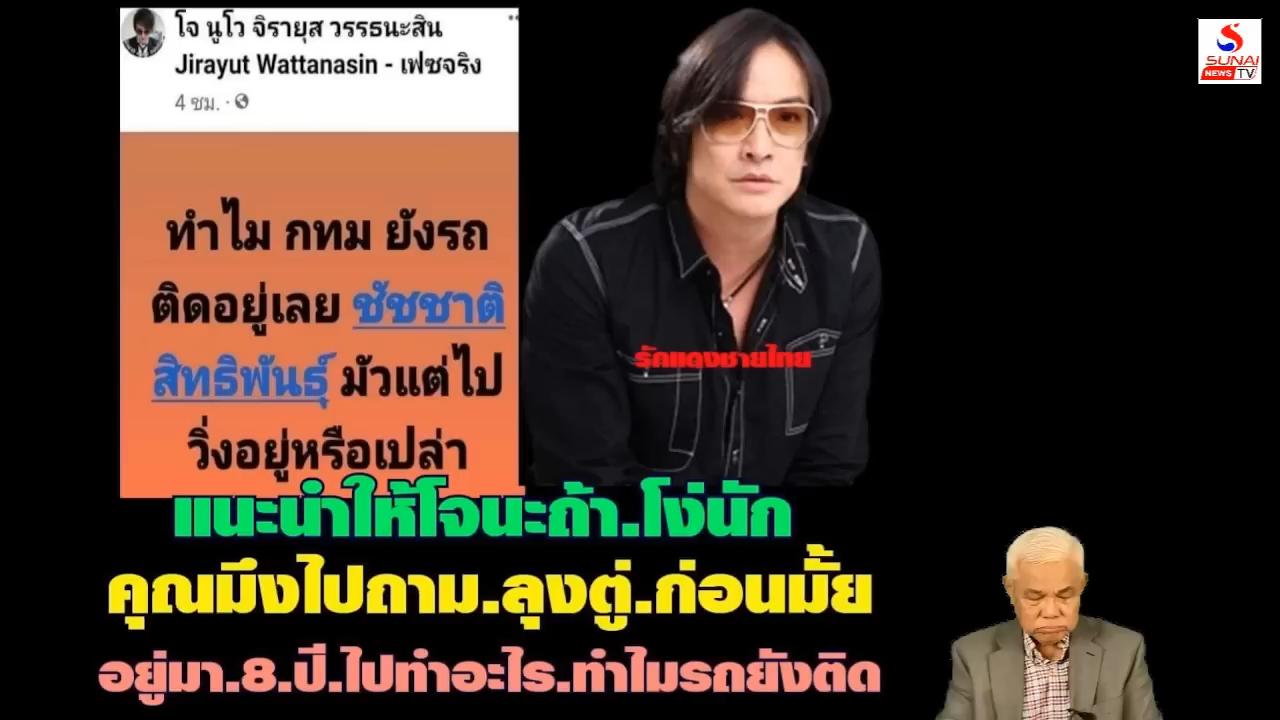 โจ นูโว จิรายุส วรรธนะสิน
Jirayut Wattanasin - เฟซจริง
4 ชม.
ทำไม กทม ยังรถ
ติดอยู่เลย ชัชชาติ
สิทธิพันธุ์ มัวแต่ไป
วิ่งอยู่หรือเปล่า
SUNAI
NEWS TV
รักแดงชายไทย
แนะนำให้โจนะถ้า.โง่นัก
คุณมึงไปถาม.ลุงตู่.ก่อนมั้ย
อยู่มา.8.ปี.ไปทำอะไร.ทำไมรถยังติด